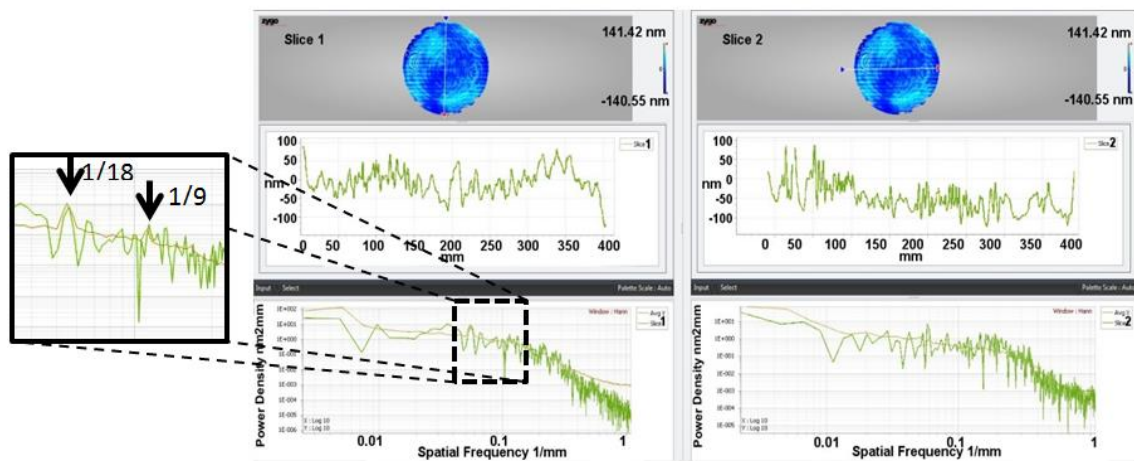 1/18
1/9
zygo
Slice 1
141.42 nm
0
-140.55 nm
100
50
0
nm
-50
-100
Slice 1
0 50 100 150 200 250 300 350 400
mm
Input Select Palette Scale : Auto
Power Density nm2mm
1E+002
1E+001
1E+000
1E-001
1E-002
1E-003
1E-004
1E-005
1E-006
Window : Hann
Avg Y
Slice 1
X : Log 10
Y : Log 10
0.01 0.1 1
Spatial Frequency 1/mm
zygo
Slice 2
141.42 nm
0
-140.55 nm
100
50
0
nm
-50
-100
Slice 2
0 50 100 150 200 250 300 350 400
mm
Input Select Palette Scale : Auto
Power Density nm2mm
1E+001
1E+000
1E-001
1E-002
1E-003
1E-004
1E-005
Window : Hann
Slice 2
X : Log 10
Y : Log 10
0.01 0.1 1
Spatial Frequency 1/mm